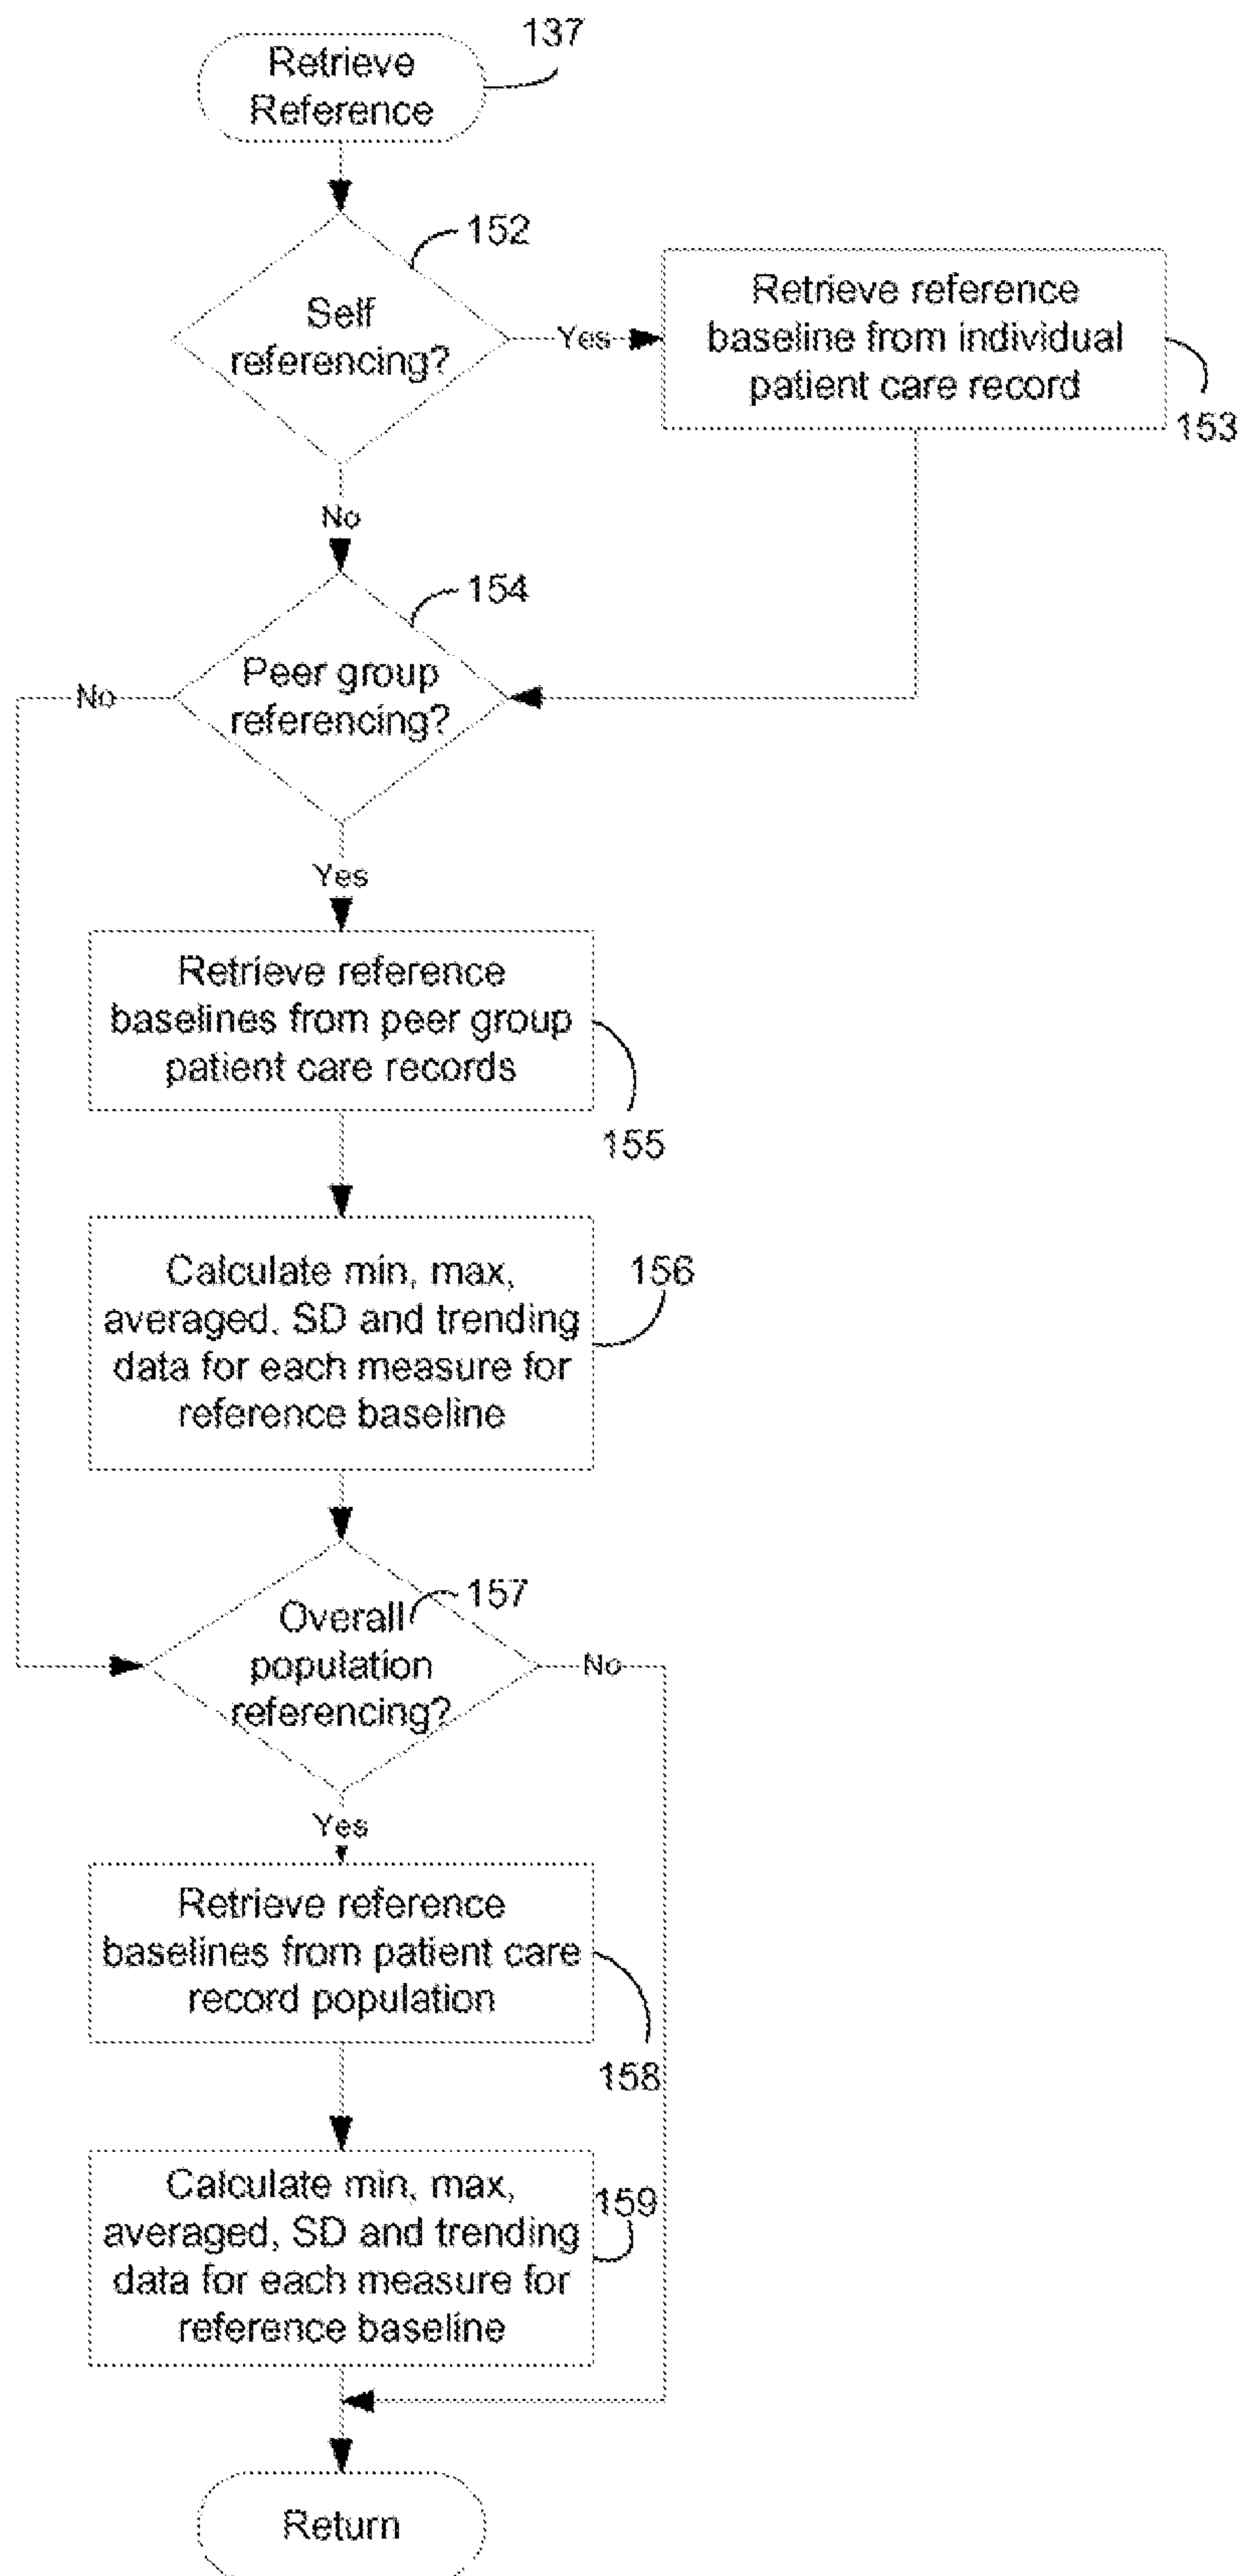 137
Retrieve
Reference
152
Self
referencing?
Yes
Retrieve reference
baseline from individual
patient care record
153
No
154
Peer group
referencing?
No
Yes
Retrieve reference
baselines from peer group
patient care records
155
Calculate min, max,
averaged, SD and trending
data for each measure for
reference baseline
156
157
Overall
population
referencing?
No
Yes
Retrieve reference
baselines from patient care
record population
158
Calculate min, max,
averaged, SD and trending
data for each measure for
reference baseline
159
Return